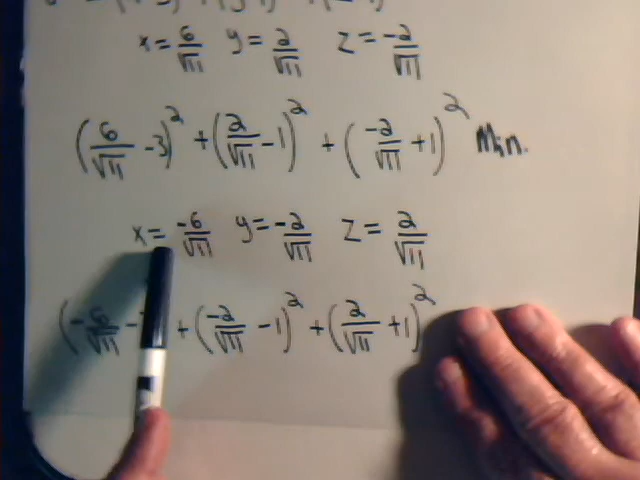 x = 6/√11 y = 2/√11 z = -2/√11
(6/√11 - 3)² + (2/√11 - 1)² + (-2/√11 + 1)² Min.
x = -6/√11 y = -2/√11 z = 2/√11
(-6/√11 - + (-2/√11 - 1)² + (2/√11 + 1)²